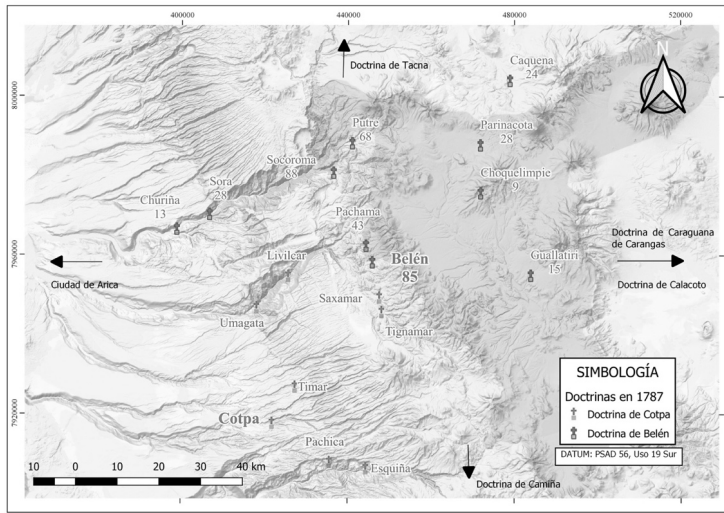 400000
440000
480000
520000
N
Doctrina de Tacna
Caquena
24
8000000
Putre
68
Parinacota
28
Socoroma
88
Choquelimpie
9
Sora
28
Churiña
13
Pachama
43
Doctrina de Caraguana
de Carangas
7960000
Livilcar
Belén
85
Guallatiri
15
Ciudad de Arica
Doctrina de Calacoto
Saxamar
Umagata
Tignamar
SIMBOLOGÍA
Doctrinas en 1787
Doctrina de Cotpa
Doctrina de Belén
DATUM: PSAD 56, Uso 19 Sur
Timar
7920000
Cotpa
Pachica
Esquiña
Doctrina de Camiña
10 0 10 20 30 40 km